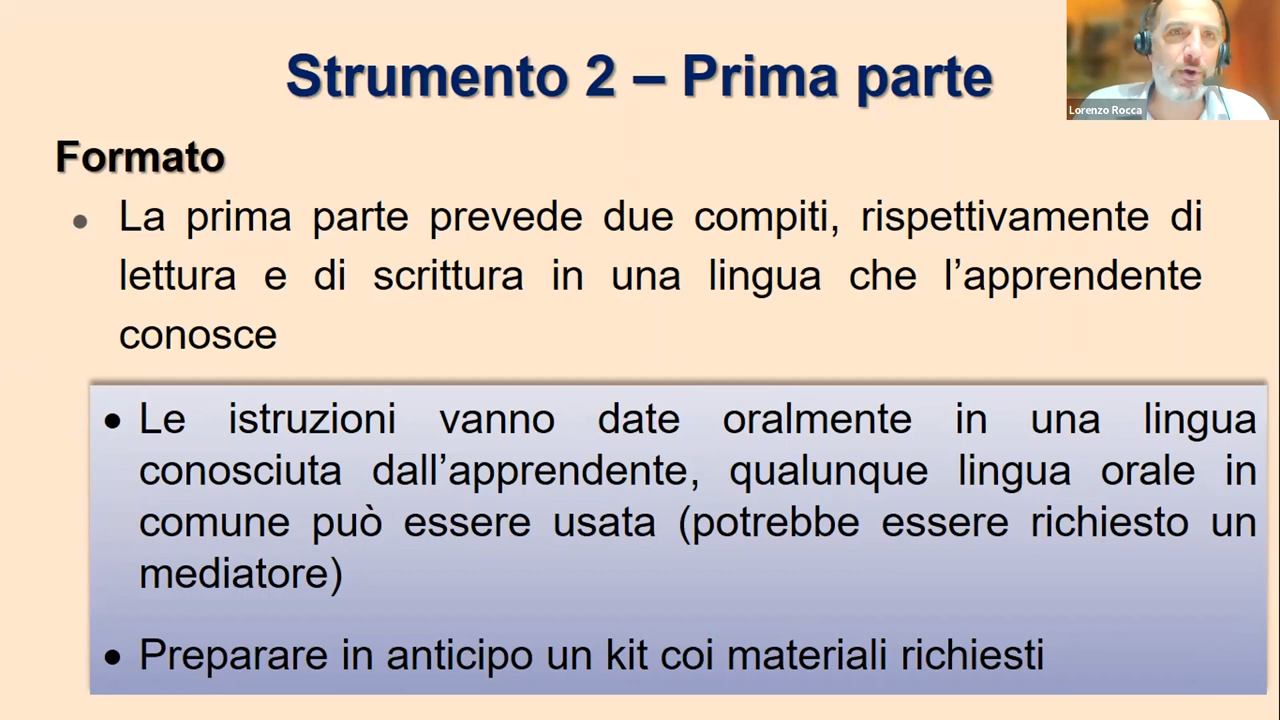 Strumento 2 – Prima parte
Lorenzo Rocca
Formato
• La prima parte prevede due compiti, rispettivamente di
lettura e di scrittura in una lingua che l’apprendente
conosce
• Le istruzioni vanno date oralmente in una lingua
conosciuta dall’apprendente, qualunque lingua orale in
comune può essere usata (potrebbe essere richiesto un
mediatore)
• Preparare in anticipo un kit coi materiali richiesti